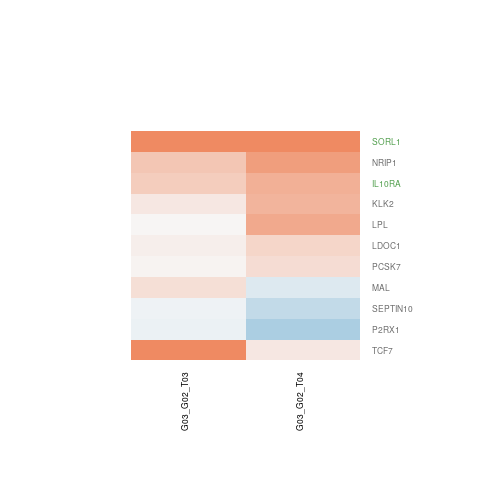 SORL1
NRIP1
IL10RA
KLK2
LPL
LDOC1
PCSK7
MAL
SEPTIN10
P2RX1
TCF7
G03_G02_T03
G03_G02_T04